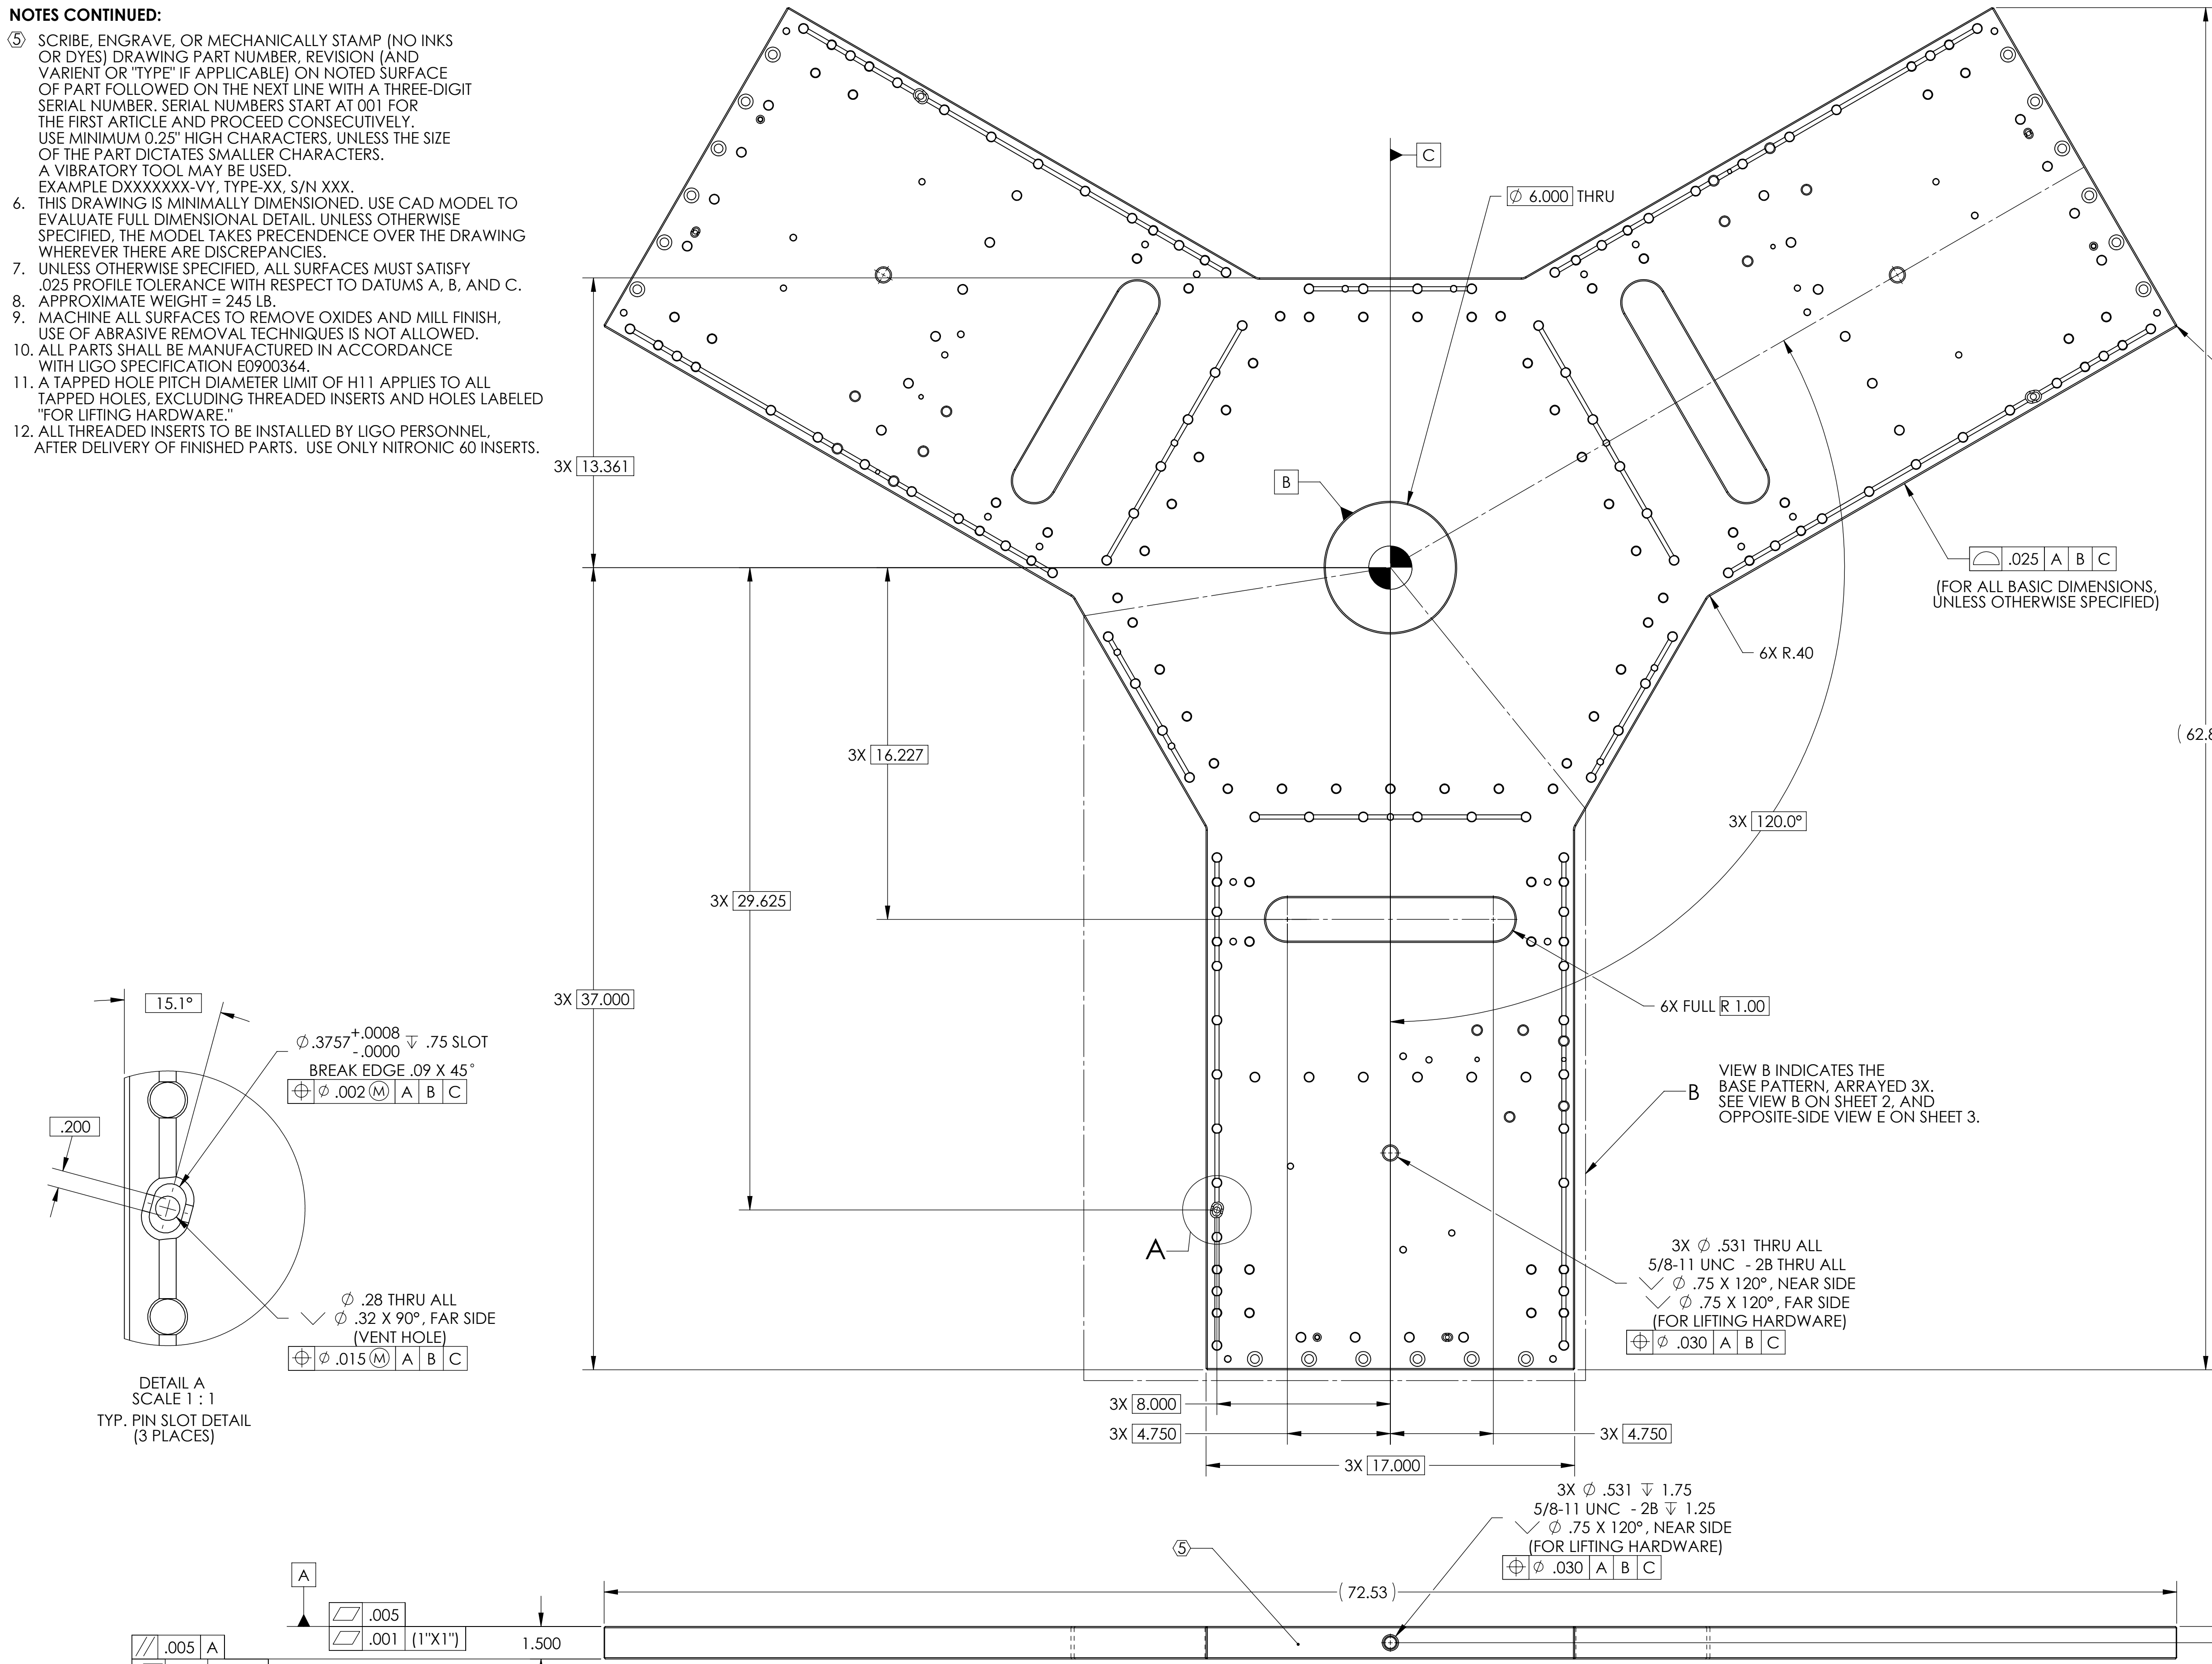 NOTES CONTINUED:
5 SCRIBE, ENGRAVE, OR MECHANICALLY STAMP (NO INKS
OR DYES) DRAWING PART NUMBER, REVISION (AND
VARIENT OR "TYPE" IF APPLICABLE) ON NOTED SURFACE
OF PART FOLLOWED ON THE NEXT LINE WITH A THREE-DIGIT
SERIAL NUMBER. SERIAL NUMBERS START AT 001 FOR
THE FIRST ARTICLE AND PROCEED CONSECUTIVELY.
USE MINIMUM 0.25" HIGH CHARACTERS, UNLESS THE SIZE
OF THE PART DICTATES SMALLER CHARACTERS.
A VIBRATORY TOOL MAY BE USED.
EXAMPLE DXXXXXXX-VY, TYPE-XX, S/N XXX.
6. THIS DRAWING IS MINIMALLY DIMENSIONED. USE CAD MODEL TO
EVALUATE FULL DIMENSIONAL DETAIL. UNLESS OTHERWISE
SPECIFIED, THE MODEL TAKES PRECENDENCE OVER THE DRAWING
WHEREVER THERE ARE DISCREPANCIES.
7. UNLESS OTHERWISE SPECIFIED, ALL SURFACES MUST SATISFY
.025 PROFILE TOLERANCE WITH RESPECT TO DATUMS A, B, AND C.
8. APPROXIMATE WEIGHT = 245 LB.
9. MACHINE ALL SURFACES TO REMOVE OXIDES AND MILL FINISH,
USE OF ABRASIVE REMOVAL TECHNIQUES IS NOT ALLOWED.
10. ALL PARTS SHALL BE MANUFACTURED IN ACCORDANCE
WITH LIGO SPECIFICATION E0900364.
11. A TAPPED HOLE PITCH DIAMETER LIMIT OF H11 APPLIES TO ALL
TAPPED HOLES, EXCLUDING THREADED INSERTS AND HOLES LABELED
"FOR LIFTING HARDWARE."
12. ALL THREADED INSERTS TO BE INSTALLED BY LIGO PERSONNEL,
AFTER DELIVERY OF FINISHED PARTS. USE ONLY NITRONIC 60 INSERTS.
C
∅ 6.000 THRU
3X 13.361
B
⌓ .025 A B C
(FOR ALL BASIC DIMENSIONS,
UNLESS OTHERWISE SPECIFIED)
6X R.40
( 62.8
3X 16.227
3X 120.0°
3X 29.625
3X 37.000
6X FULL R 1.00
VIEW B INDICATES THE
BASE PATTERN, ARRAYED 3X.
SEE VIEW B ON SHEET 2, AND
OPPOSITE-SIDE VIEW E ON SHEET 3.
B
15.1°
∅.3757 +.0008 -.0000 ↧ .75 SLOT
BREAK EDGE .09 X 45°
⌖ ∅ .002 Ⓜ A B C
.200
∅ .28 THRU ALL
⌵ ∅ .32 X 90°, FAR SIDE
(VENT HOLE)
⌖ ∅ .015 Ⓜ A B C
DETAIL A
SCALE 1 : 1
TYP. PIN SLOT DETAIL
(3 PLACES)
A
3X ∅ .531 THRU ALL
5/8-11 UNC - 2B THRU ALL
⌵ ∅ .75 X 120°, NEAR SIDE
⌵ ∅ .75 X 120°, FAR SIDE
(FOR LIFTING HARDWARE)
⌖ ∅ .030 A B C
3X 8.000
3X 4.750
3X 4.750
3X 17.000
3X ∅ .531 ↧ 1.75
5/8-11 UNC - 2B ↧ 1.25
⌵ ∅ .75 X 120°, NEAR SIDE
(FOR LIFTING HARDWARE)
⌖ ∅ .030 A B C
5
A
( 72.53 )
⏥ .005
⏥ .001 (1"X1")
// .005 A
1.500